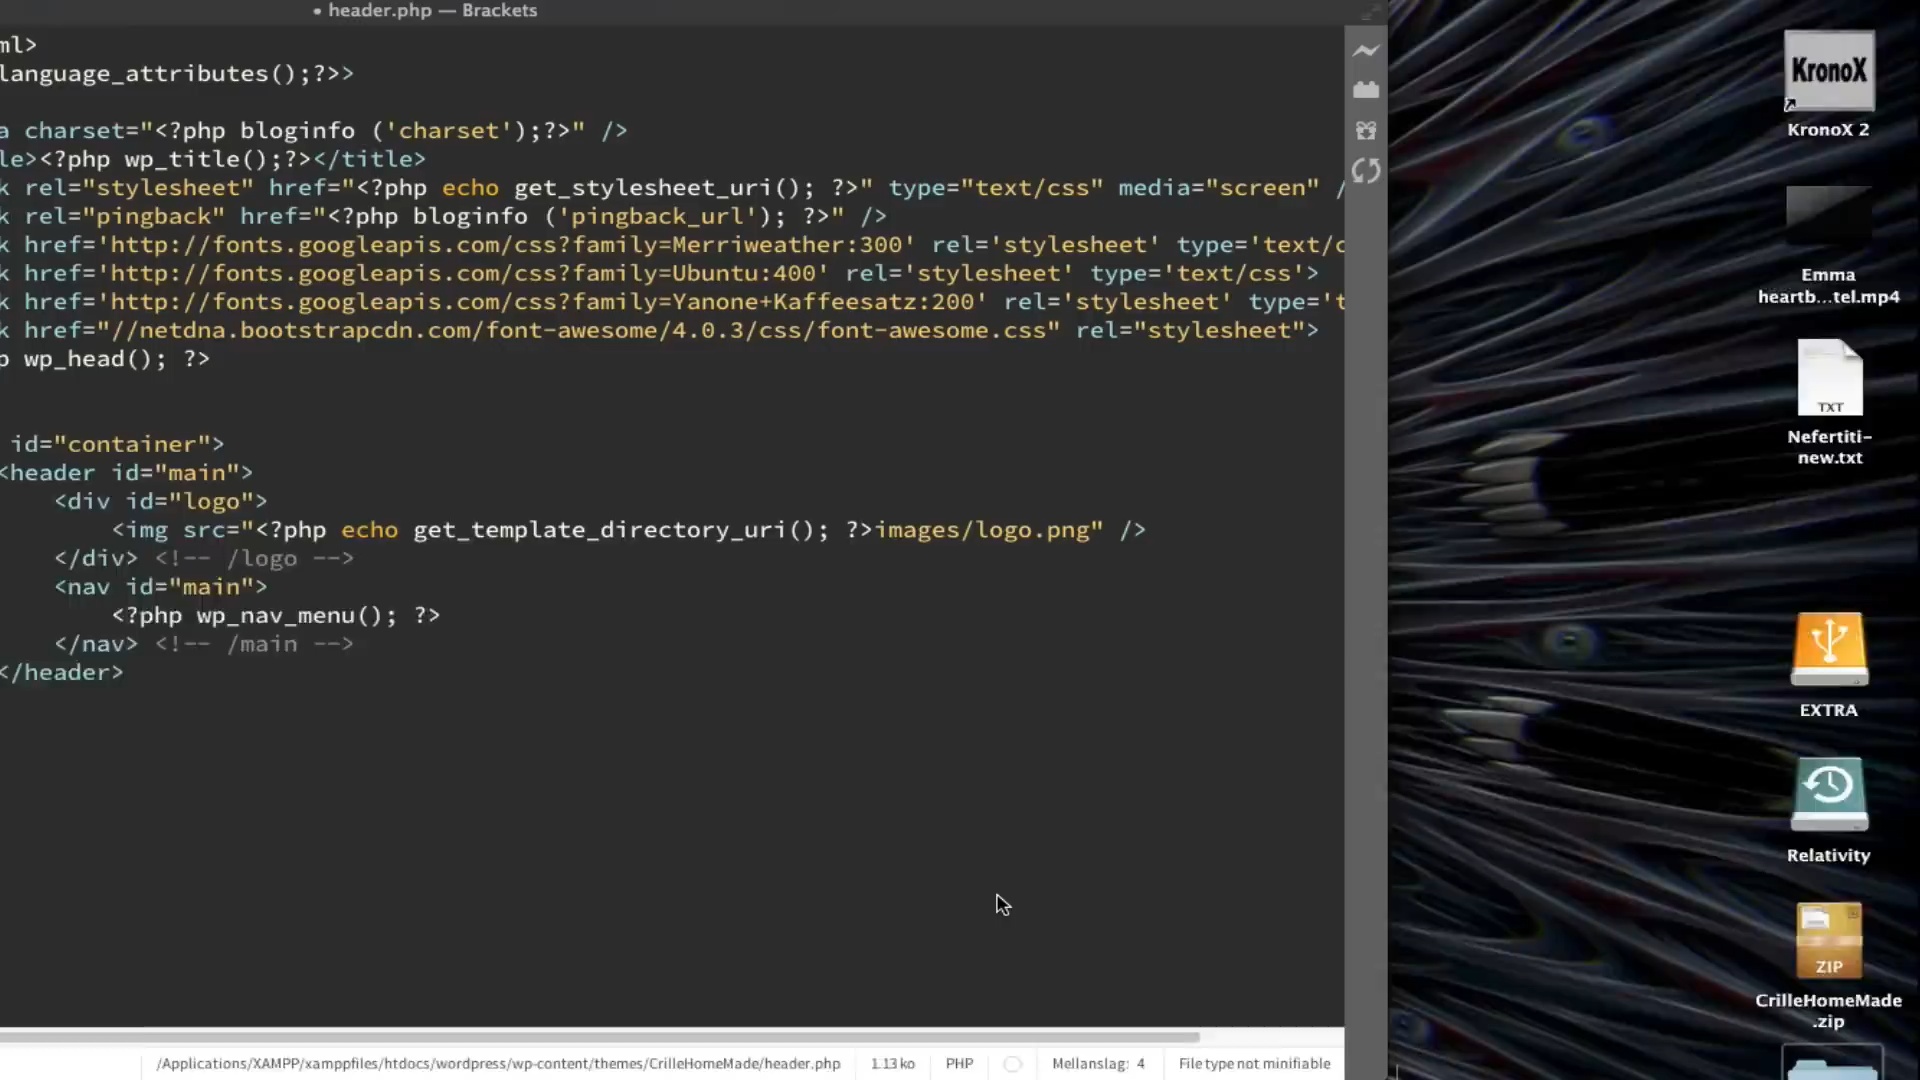 • header.php — Brackets
ml>
language_attributes();?>>
a charset="<?php bloginfo ('charset');?>" />
le><?php wp_title();?></title>
k rel="stylesheet" href="<?php echo get_stylesheet_uri(); ?>" type="text/css" media="screen" /
k rel="pingback" href="<?php bloginfo ('pingback_url'); ?>" />
k href='http://fonts.googleapis.com/css?family=Merriweather:300' rel='stylesheet' type='text/c
k href='http://fonts.googleapis.com/css?family=Ubuntu:400' rel='stylesheet' type='text/css'>
k href='http://fonts.googleapis.com/css?family=Yanone+Kaffeesatz:200' rel='stylesheet' type='t
k href="//netdna.bootstrapcdn.com/font-awesome/4.0.3/css/font-awesome.css" rel="stylesheet">
p wp_head(); ?>
id="container">
<header id="main">
<div id="logo">
<img src="<?php echo get_template_directory_uri(); ?>images/logo.png" />
</div> <!-- /logo -->
<nav id="main">
<?php wp_nav_menu(); ?>
</nav> <!-- /main -->
</header>
/Applications/XAMPP/xamppfiles/htdocs/wordpress/wp-content/themes/CrilleHomeMade/header.php
1.13 ko
PHP
Mellanslag: 4
File type not minifiable
KronoX
KronoX 2
Emma
heartb...tel.mp4
TXT
Nefertiti-
new.txt
EXTRA
Relativity
ZIP
CrilleHomeMade
.zip